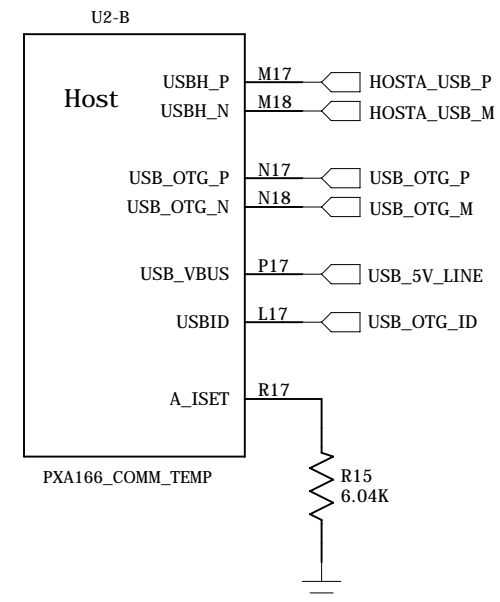 U2-B
Host
USBH_P M17 HOSTA_USB_P
USBH_N M18 HOSTA_USB_M
USB_OTG_P N17 USB_OTG_P
USB_OTG_N N18 USB_OTG_M
USB_VBUS P17 USB_5V_LINE
USBID L17 USB_OTG_ID
A_ISET R17
PXA166_COMM_TEMP
R15
6.04K